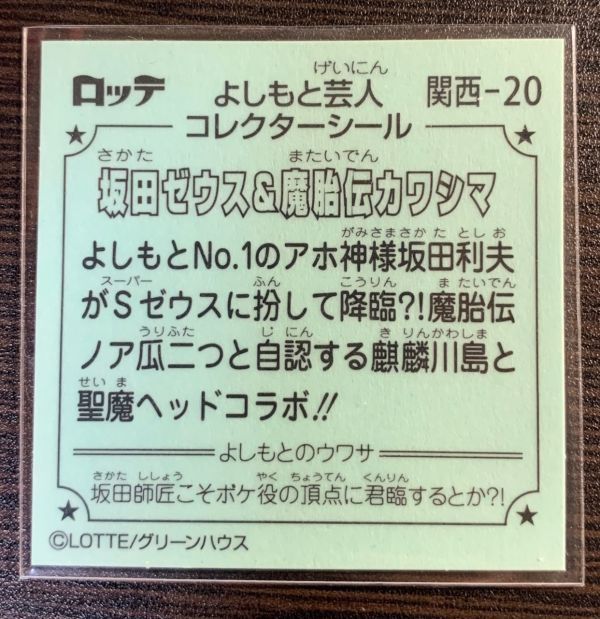 ロッテ よしもと芸人 関西-20
げいにん
コレクターシール
さかた またいでん
坂田ゼウス&魔胎伝カワシマ
がみさまさか た とし お
よしもとNo.1のアホ神様坂田利夫
スーパー ふん こうりん ま たいでん
がSゼウスに扮して降臨?!魔胎伝
うりふた じ にん き りんかわしま
ノア瓜二つと自認する麒麟川島と
せい ま
聖魔ヘッドコラボ!!
よしもとのウワサ
さかた ししょう やく ちょうてん くんりん
坂田師匠こそボケ役の頂点に君臨するとか?!
©LOTTE/グリーンハウス